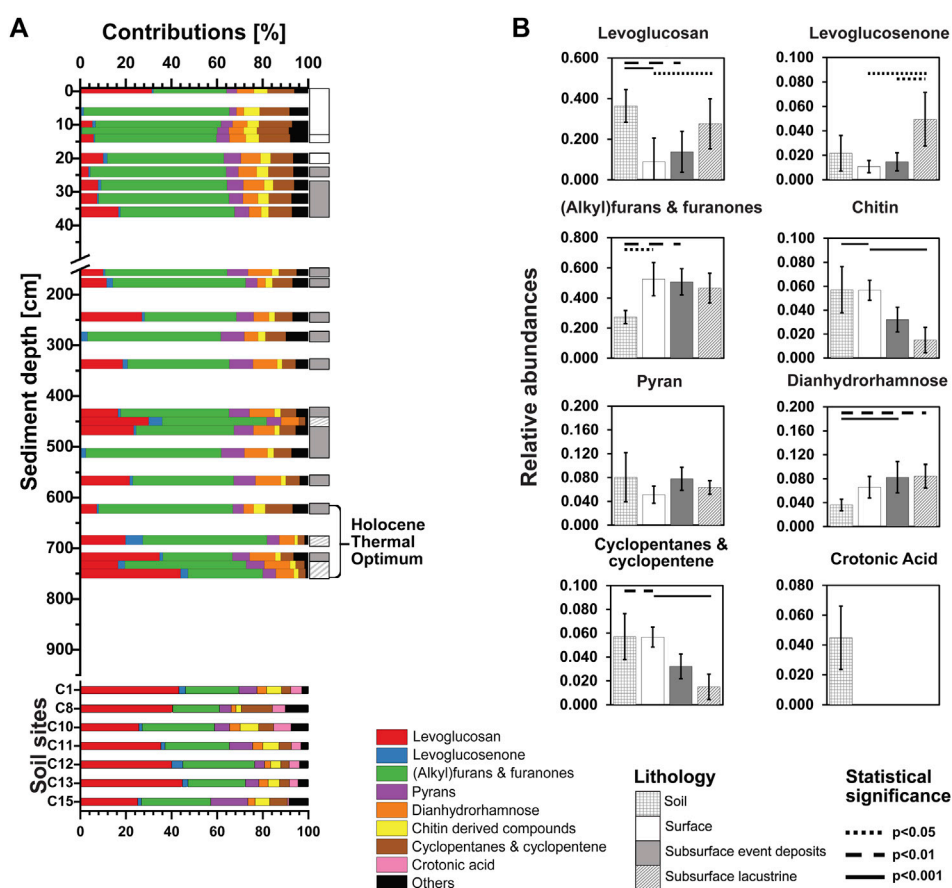 A
Contributions [%]
0 20 40 60 80 100
Sediment depth [cm]
0
10
20
30
40
200
300
400
500
600
700
800
900
Holocene
Thermal
Optimum
Soil sites
C1
C8
C10
C11
C12
C13
C15
0 20 40 60 80 100
Levoglucosan
Levoglucosenone
(Alkyl)furans & furanones
Pyrans
Dianhydrorhamnose
Chitin derived compounds
Cyclopentanes & cyclopentene
Crotonic acid
Others
B
Relative abundances
Levoglucosan
0.600
0.400
0.200
0.000
Levoglucosenone
0.100
0.080
0.060
0.040
0.020
0.000
(Alkyl)furans & furanones
0.800
0.600
0.400
0.200
0.000
Chitin
0.100
0.080
0.060
0.040
0.020
0.000
Pyran
0.200
0.160
0.120
0.080
0.040
0.000
Dianhydrorhamnose
0.200
0.160
0.120
0.080
0.040
0.000
Cyclopentanes &
cyclopentene
0.100
0.080
0.060
0.040
0.020
0.000
Crotonic Acid
0.080
0.060
0.040
0.020
0.000
Lithology
Soil
Surface
Subsurface event deposits
Subsurface lacustrine
Statistical
significance
p<0.05
p<0.01
p<0.001